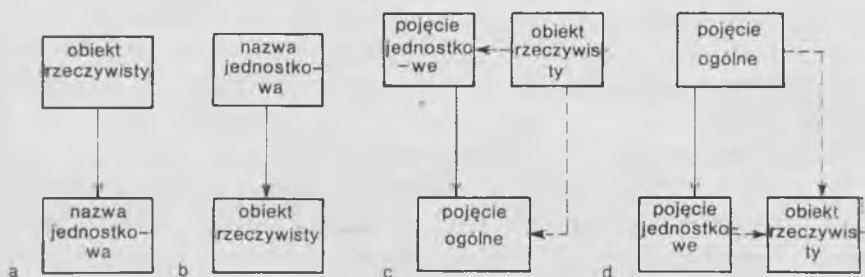 obiekt
rzeczywisty
nazwa
jednostko-
wa
a
nazwa
jednostko-
wa
obiekt
rzeczywisty
b
pojęcie
jednostko-
-we
obiekt
rzeczywis-
ty
pojęcie
ogólne
c
pojęcie
ogólne
pojęcie
jednostko-
we
obiekt
rzeczywis-
ty
d